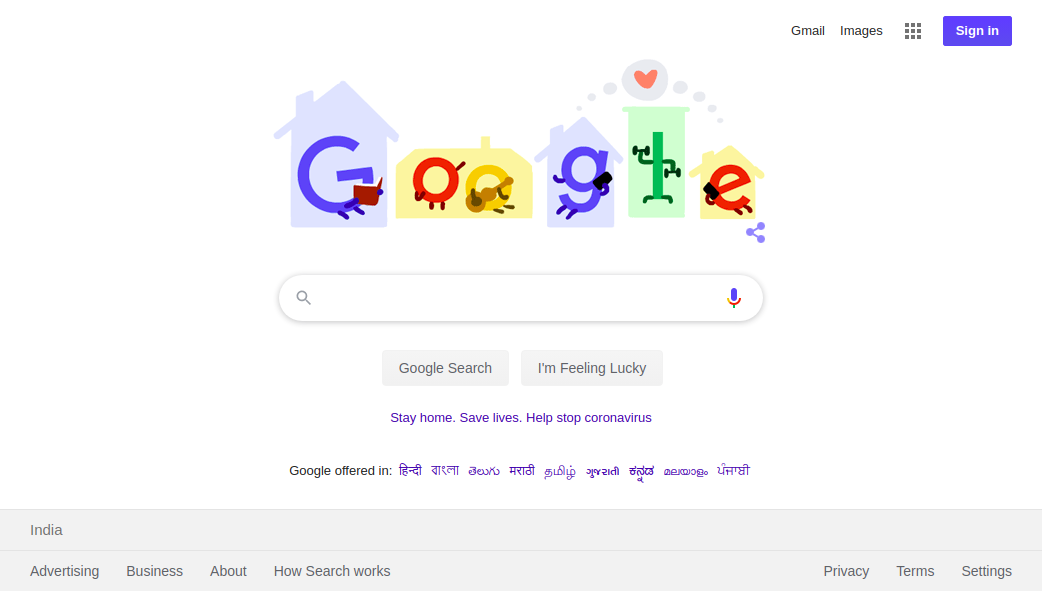 Gmail Images Sign in
Google
Google Search I'm Feeling Lucky
Stay home. Save lives. Help stop coronavirus
Google offered in: हिन्दी বাংলা తెలుగు मराठी தமிழ் ગુજરાતી ಕನ್ನಡ മലയാളം ਪੰਜਾਬੀ
India
Advertising Business About How Search works Privacy Terms Settings